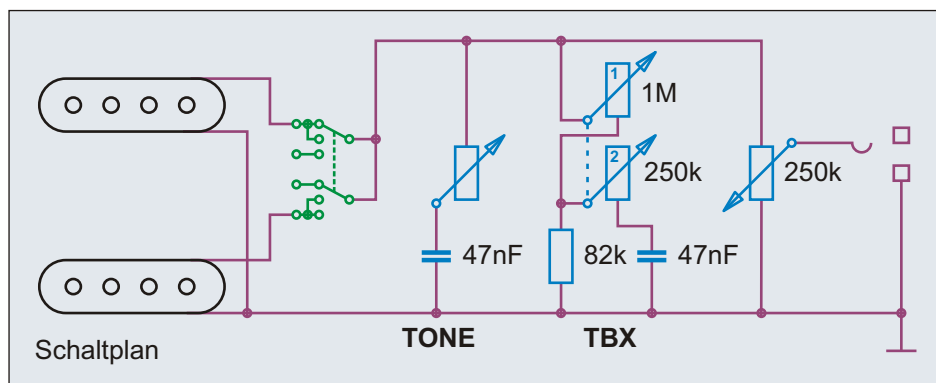 1
1M
2
250k
250k
47nF
82k
47nF
TONE
TBX
Schaltplan